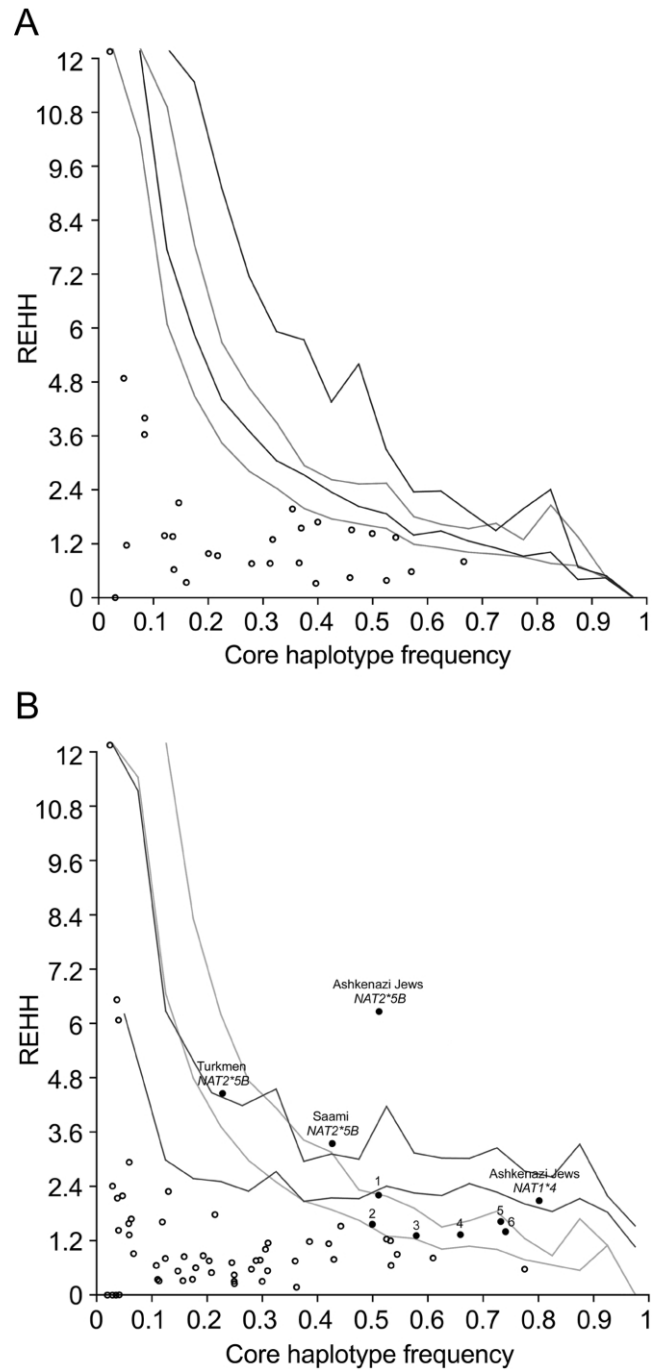 A
12
10.8
9.6
8.4
7.2
6
4.8
3.6
2.4
1.2
0
REHH
0 0.1 0.2 0.3 0.4 0.5 0.6 0.7 0.8 0.9 1
Core haplotype frequency
B
12
10.8
9.6
8.4
7.2
6
4.8
3.6
2.4
1.2
0
REHH
Ashkenazi Jews
NAT2*5B
Turkmen
NAT2*5B
Saami
NAT2*5B
Ashkenazi Jews
NAT1*4
1
2
3
4
5
6
0 0.1 0.2 0.3 0.4 0.5 0.6 0.7 0.8 0.9 1
Core haplotype frequency